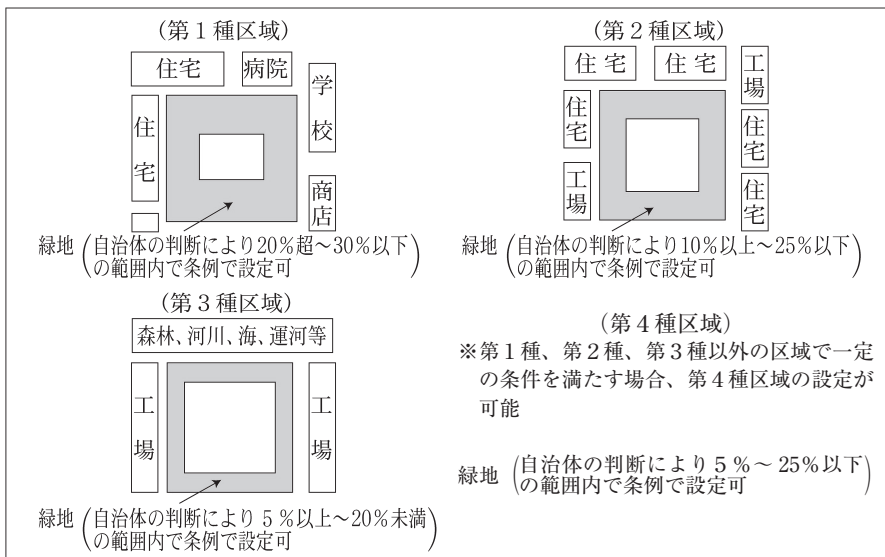 (第1種区域)
住宅
病院
学校
住宅
商店
緑地(自治体の判断により20%超~30%以下
の範囲内で条例で設定可)
(第2種区域)
住宅
住宅
工場
住宅
住宅
工場
住宅
緑地(自治体の判断により10%以上~25%以下
の範囲内で条例で設定可)
(第3種区域)
森林、河川、海、運河等
工場
工場
緑地(自治体の判断により5%以上~20%未満
の範囲内で条例で設定可)
(第4種区域)
※第1種、第2種、第3種以外の区域で一定
の条件を満たす場合、第4種区域の設定が
可能
緑地(自治体の判断により5%~25%以下
の範囲内で条例で設定可)